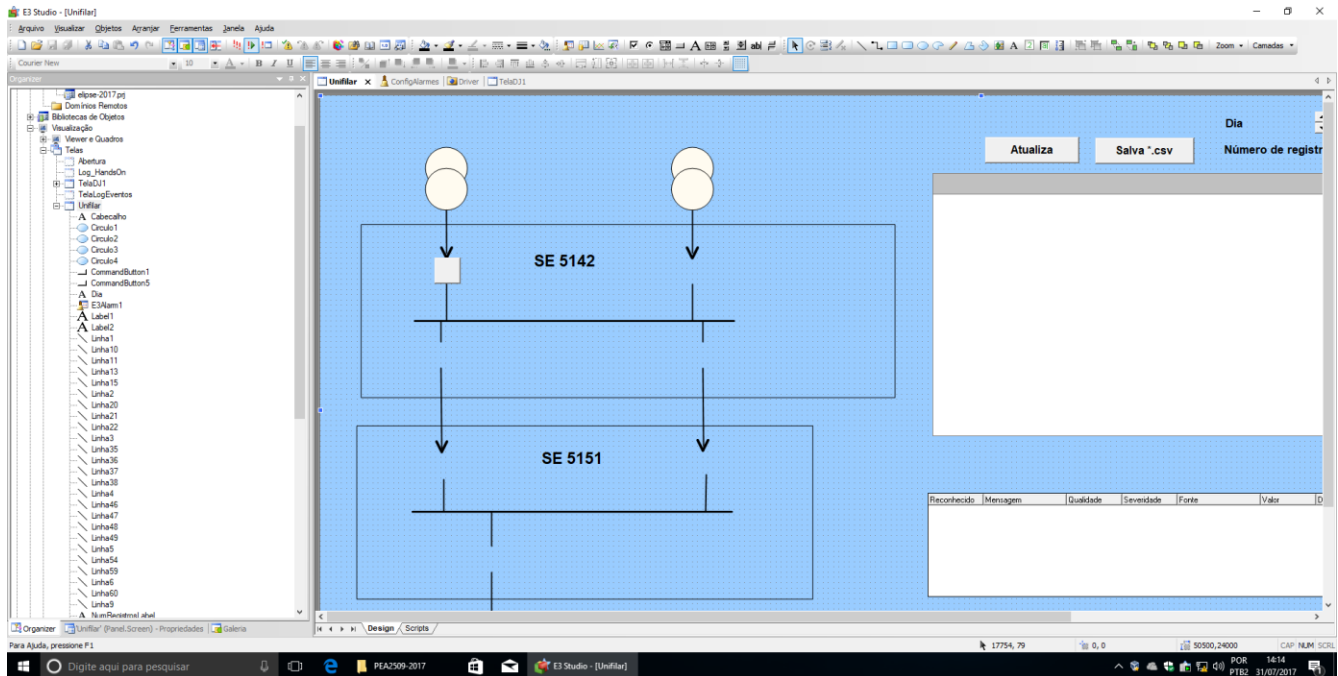 E3 Studio - [Unifilar]
Arquivo Visualizar Objetos Arranjar Ferramentas Janela Ajuda
Zoom Camadas
Courier New 10
Organizer
Unifilar ConfigAlarmes Driver TelaDJ1
elipse-2017.prj
Domínios Remotos
Bibliotecas de Objetos
Visualização
Viewer e Quadros
Telas
Abertura
Log_HandsOn
TelaDJ1
TelaLogEventos
Unifilar
Cabecalho
Circulo1
Circulo2
Circulo3
Circulo4
CommandButton1
CommandButton5
Dia
E3Alarm1
Label1
Label2
Linha1
Linha10
Linha11
Linha13
Linha15
Linha2
Linha20
Linha21
Linha22
Linha3
Linha35
Linha36
Linha37
Linha38
Linha4
Linha46
Linha47
Linha48
Linha49
Linha5
Linha54
Linha59
Linha6
Linha60
Linha9
NumRegistrosLabel
Dia
Atualiza Salva *.csv Número de registr
SE 5142
SE 5151
Reconhecido Mensagem Qualidade Severidade Fonte Valor D
Organizer 'Unifilar' (Panel.Screen) - Propriedades Galeria
Design Scripts
Para Ajuda, pressione F1
17754, 79 0, 0 50500,24000 CAP NUM SCRL
Digite aqui para pesquisar
PEA2509-2017
E3 Studio - [Unifilar]
POR 14:14
PTB2 31/07/2017